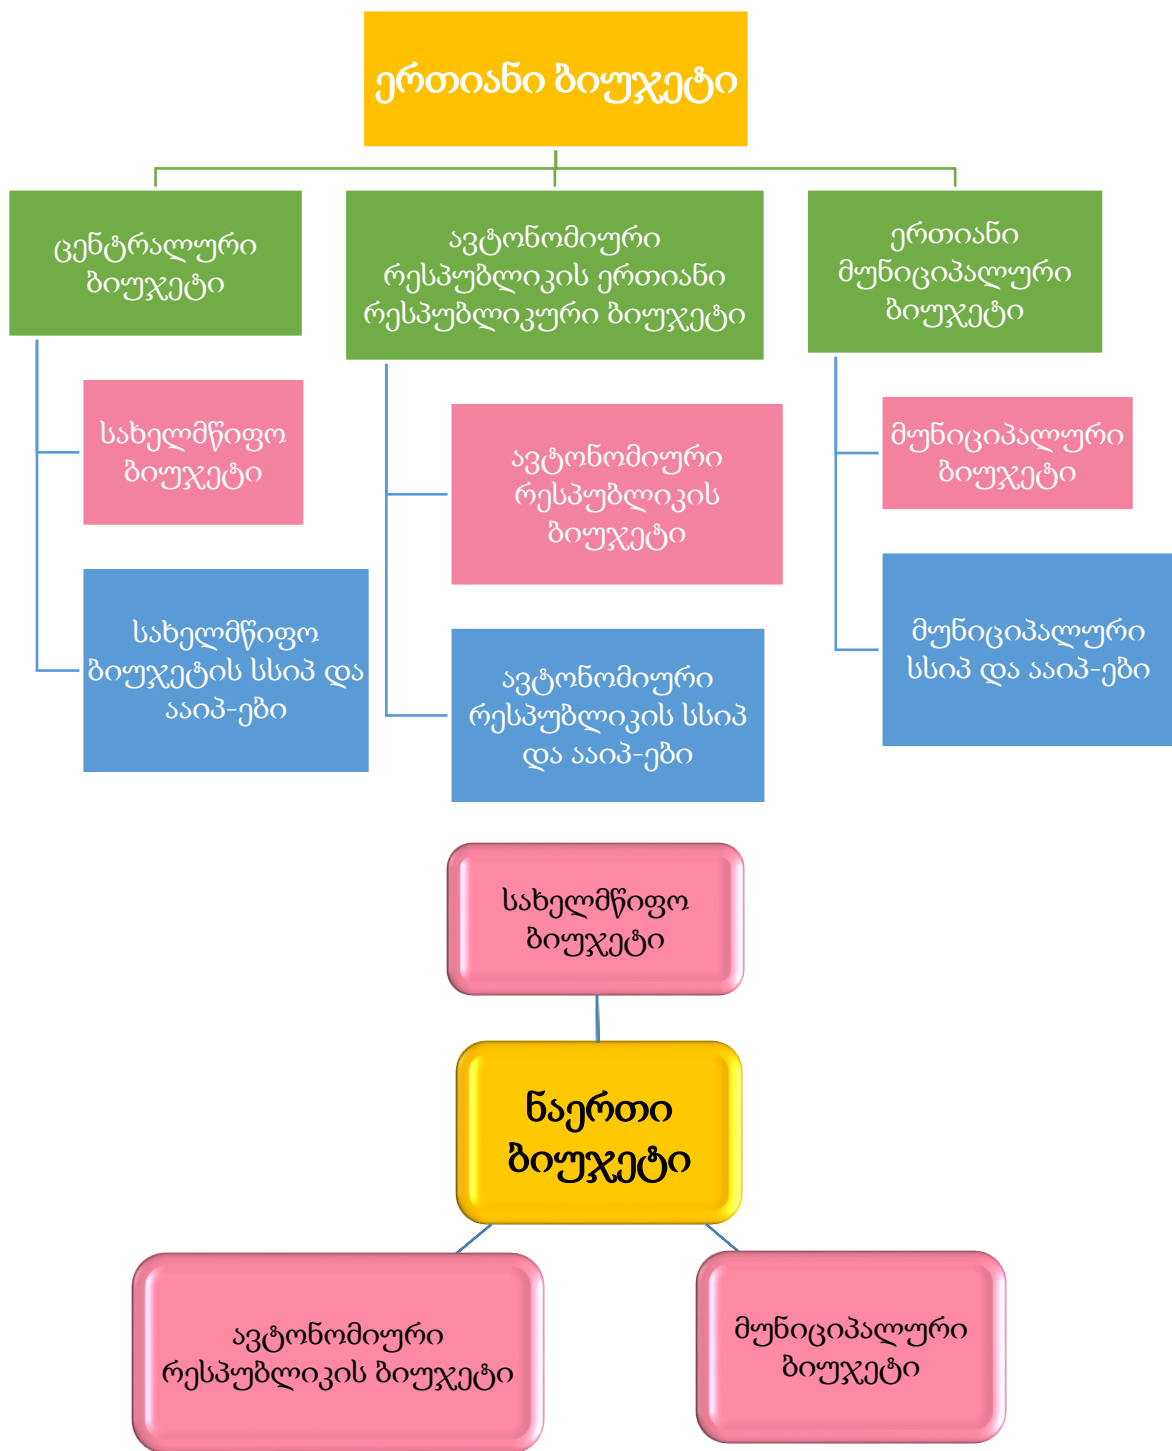 ერთიანი ბიუჯეტი
ცენტრალური
ბიუჯეტი
ავტონომიური
რესპუბლიკის ერთიანი
რესპუბლიკური ბიუჯეტი
ერთიანი
მუნიციპალური
ბიუჯეტი
სახელმწიფო
ბიუჯეტი
ავტონომიური
რესპუბლიკის
ბიუჯეტი
მუნიციპალური
ბიუჯეტი
სახელმწიფო
ბიუჯეტის სსიპ და
ააიპ-ები
ავტონომიური
რესპუბლიკის სსიპ
და ააიპ-ები
მუნიციპალური
სსიპ და ააიპ-ები
სახელმწიფო
ბიუჯეტი
ნაერთი
ბიუჯეტი
ავტონომიური
რესპუბლიკის ბიუჯეტი
მუნიციპალური
ბიუჯეტი